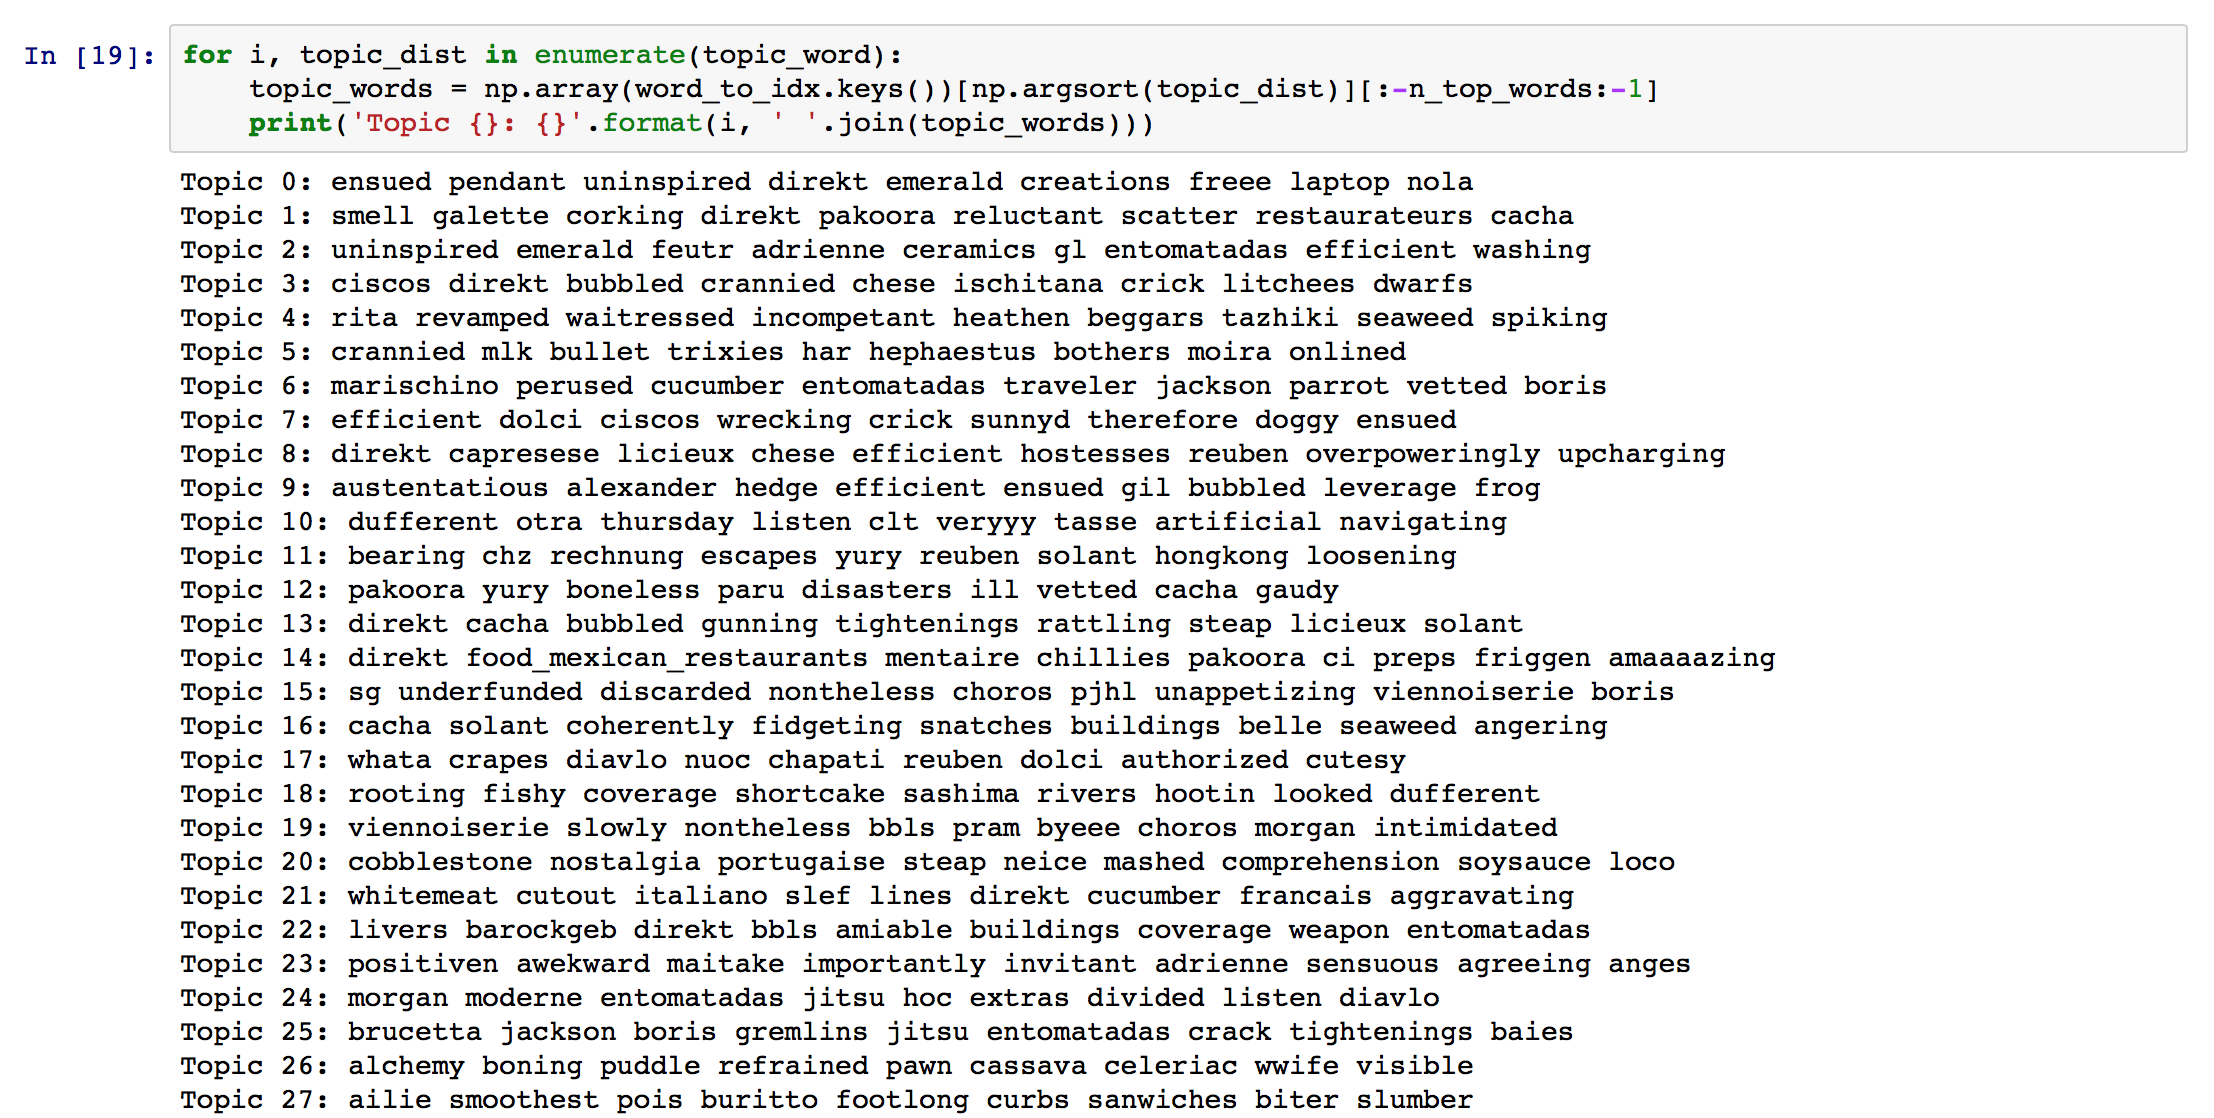 In [19]: for i, topic_dist in enumerate(topic_word):
topic_words = np.array(word_to_idx.keys())[np.argsort(topic_dist)][:-n_top_words:-1]
print('Topic {}: {}'.format(i, ' '.join(topic_words)))
Topic 0: ensued pendant uninspired direkt emerald creations freee laptop nola
Topic 1: smell galette corking direkt pakoora reluctant scatter restaurateurs cacha
Topic 2: uninspired emerald feutr adrienne ceramics gl entomatadas efficient washing
Topic 3: ciscos direkt bubbled crannied chese ischitana crick litchees dwarfs
Topic 4: rita revamped waitressed incompetant heathen beggars tazhiki seaweed spiking
Topic 5: crannied mlk bullet trixies har hephaestus bothers moira onlined
Topic 6: marischino perused cucumber entomatadas traveler jackson parrot vetted boris
Topic 7: efficient dolci ciscos wrecking crick sunnyd therefore doggy ensued
Topic 8: direkt capresese licieux chese efficient hostesses reuben overpoweringly upcharging
Topic 9: austentatious alexander hedge efficient ensued gil bubbled leverage frog
Topic 10: dufferent otra thursday listen clt veryyy tasse artificial navigating
Topic 11: bearing chz rechnung escapes yury reuben solant hongkong loosening
Topic 12: pakoora yury boneless paru disasters ill vetted cacha gaudy
Topic 13: direkt cacha bubbled gunning tightenings rattling steap licieux solant
Topic 14: direkt food_mexican_restaurants mentaire chillies pakoora ci preps friggen amaaaazing
Topic 15: sg underfunded discarded nontheless choros pjhl unappetizing viennoiserie boris
Topic 16: cacha solant coherently fidgeting snatches buildings belle seaweed angering
Topic 17: whata crapes diavlo nuoc chapati reuben dolci authorized cutesy
Topic 18: rooting fishy coverage shortcake sashima rivers hootin looked dufferent
Topic 19: viennoiserie slowly nontheless bbls pram byeee choros morgan intimidated
Topic 20: cobblestone nostalgia portugaise steap neice mashed comprehension soysauce loco
Topic 21: whitemeat cutout italiano slef lines direkt cucumber francais aggravating
Topic 22: livers barockgeb direkt bbls amiable buildings coverage weapon entomatadas
Topic 23: positiven awekward maitake importantly invitant adrienne sensuous agreeing anges
Topic 24: morgan moderne entomatadas jitsu hoc extras divided listen diavlo
Topic 25: brucetta jackson boris gremlins jitsu entomatadas crack tightenings baies
Topic 26: alchemy boning puddle refrained pawn cassava celeriac wwife visible
Topic 27: ailie smoothest pois buritto footlong curbs sanwiches biter slumber